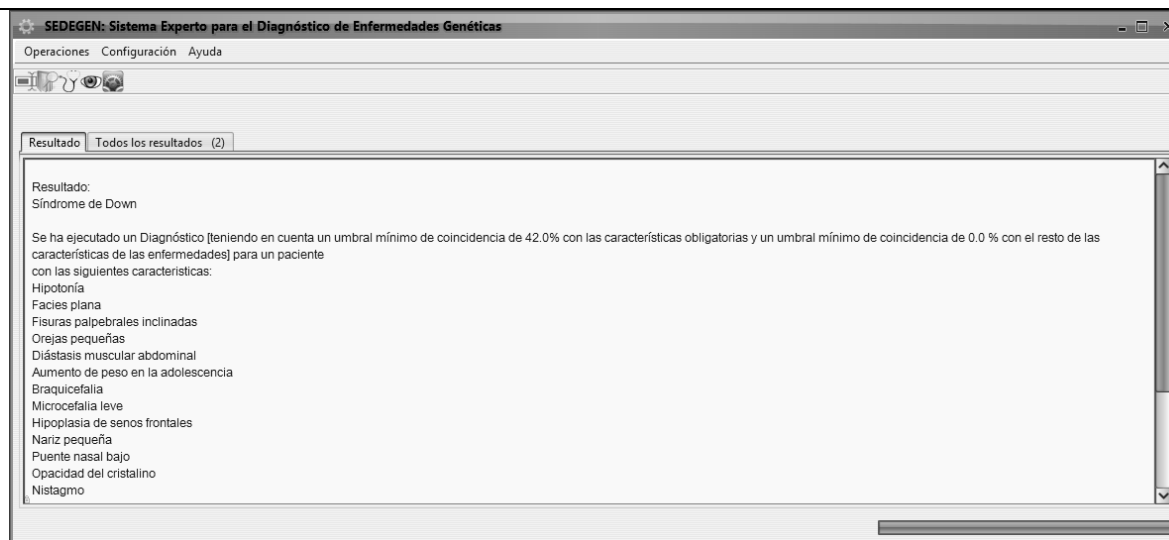 SEDEGEN: Sistema Experto para el Diagnóstico de Enfermedades Genéticas
Operaciones Configuración Ayuda
Resultado Todos los resultados (2)
Resultado:
Síndrome de Down
Se ha ejecutado un Diagnóstico [teniendo en cuenta un umbral mínimo de coincidencia de 42.0% con las características obligatorias y un umbral mínimo de coincidencia de 0.0 % con el resto de las
características de las enfermedades] para un paciente
con las siguientes caracteristicas:
Hipotonía
Facies plana
Fisuras palpebrales inclinadas
Orejas pequeñas
Diástasis muscular abdominal
Aumento de peso en la adolescencia
Braquicefalia
Microcefalia leve
Hipoplasia de senos frontales
Nariz pequeña
Puente nasal bajo
Opacidad del cristalino
Nistagmo